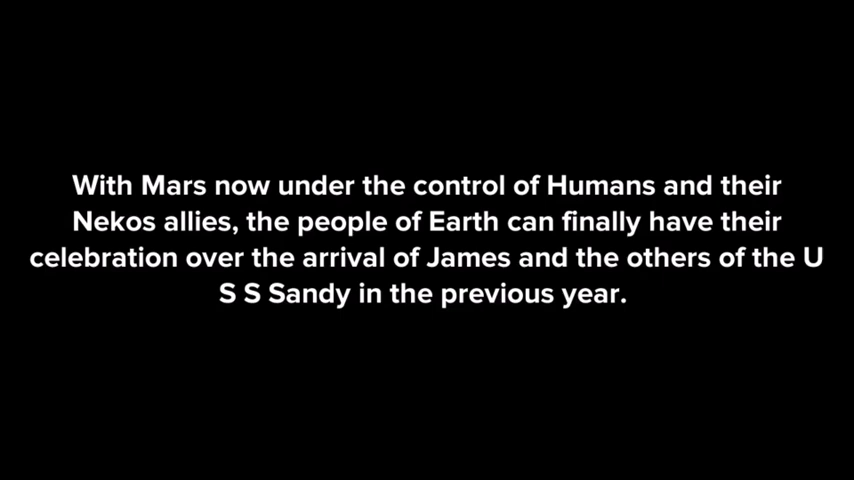 With Mars now under the control of Humans and their
Nekos allies, the people of Earth can finally have their
celebration over the arrival of James and the others of the U
S S Sandy in the previous year.